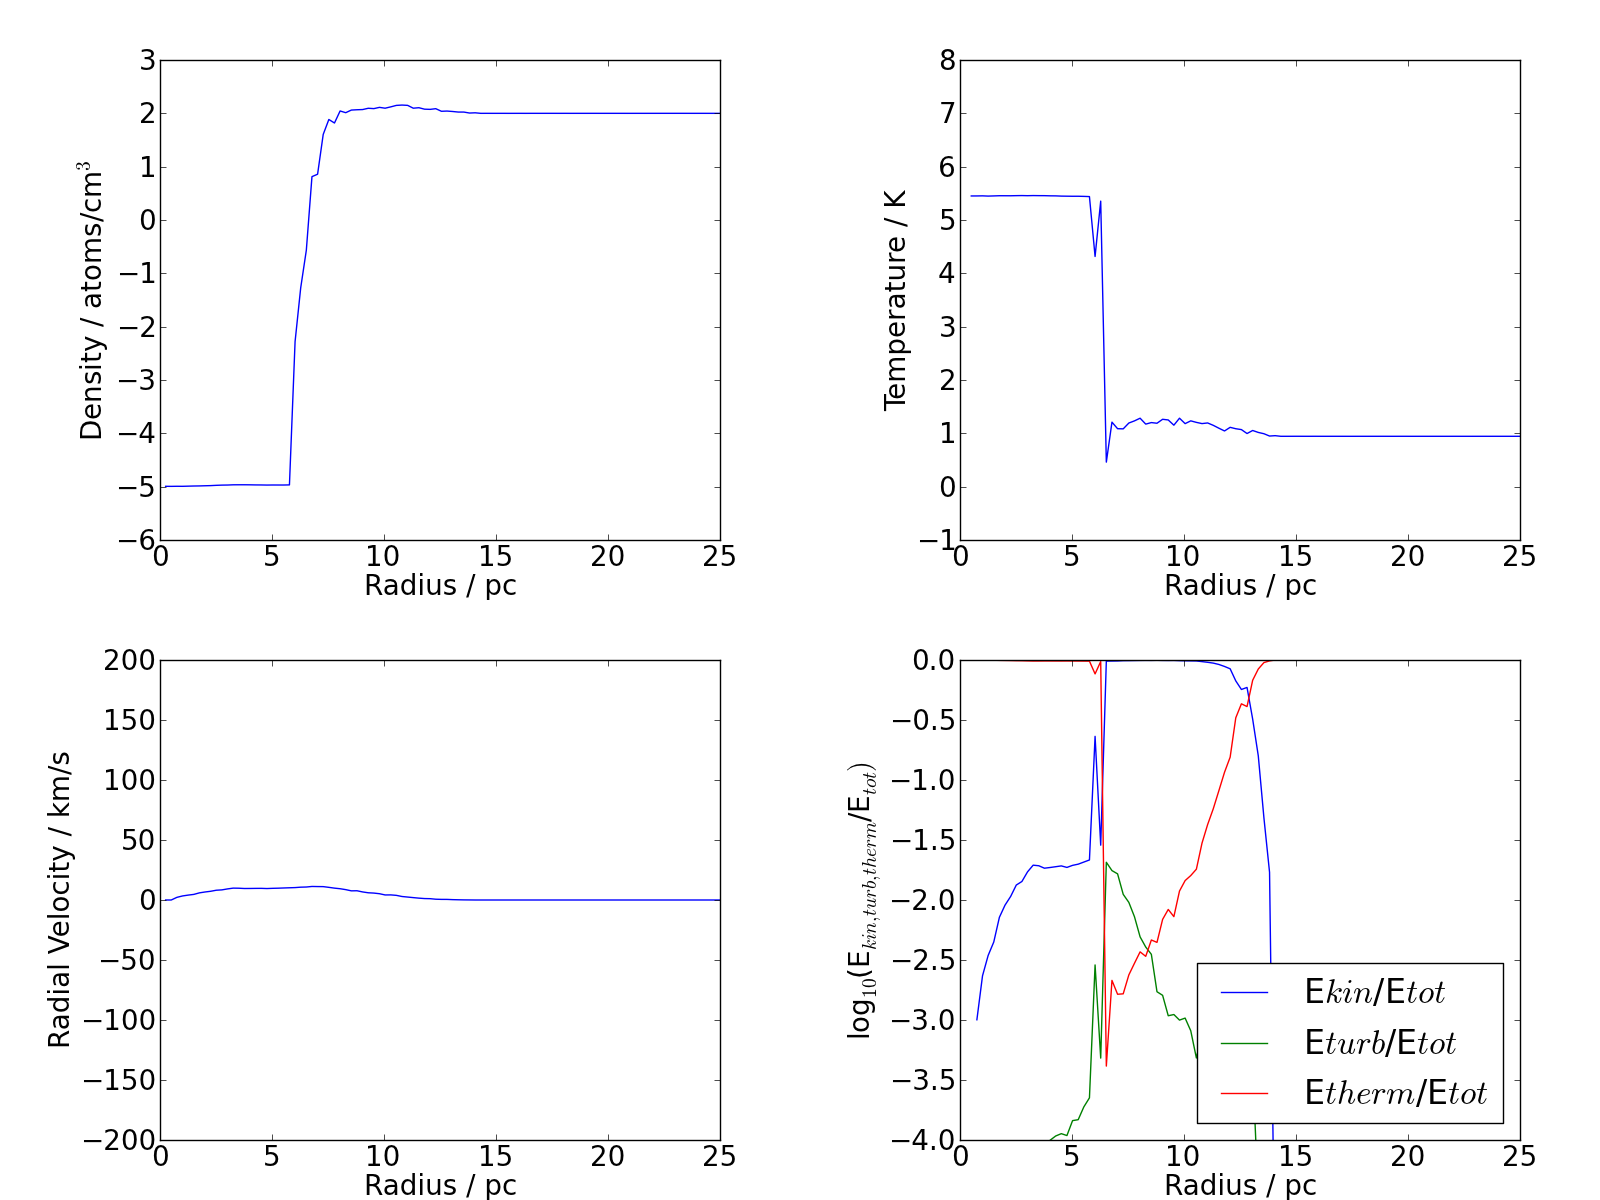 3
2
1
0
−1
−2
−3
−4
−5
−6
Density / atoms/cm³
0 5 10 15 20 25
Radius / pc
8
7
6
5
4
3
2
1
0
−1
Temperature / K
0 5 10 15 20 25
Radius / pc
200
150
100
50
0
−50
−100
−150
−200
Radial Velocity / km/s
0 5 10 15 20 25
Radius / pc
0.0
−0.5
−1.0
−1.5
−2.0
−2.5
−3.0
−3.5
−4.0
log₁₀(E_kin,turb,therm/E_tot)
Ekin/Etot
Eturb/Etot
Etherm/Etot
0 5 10 15 20 25
Radius / pc